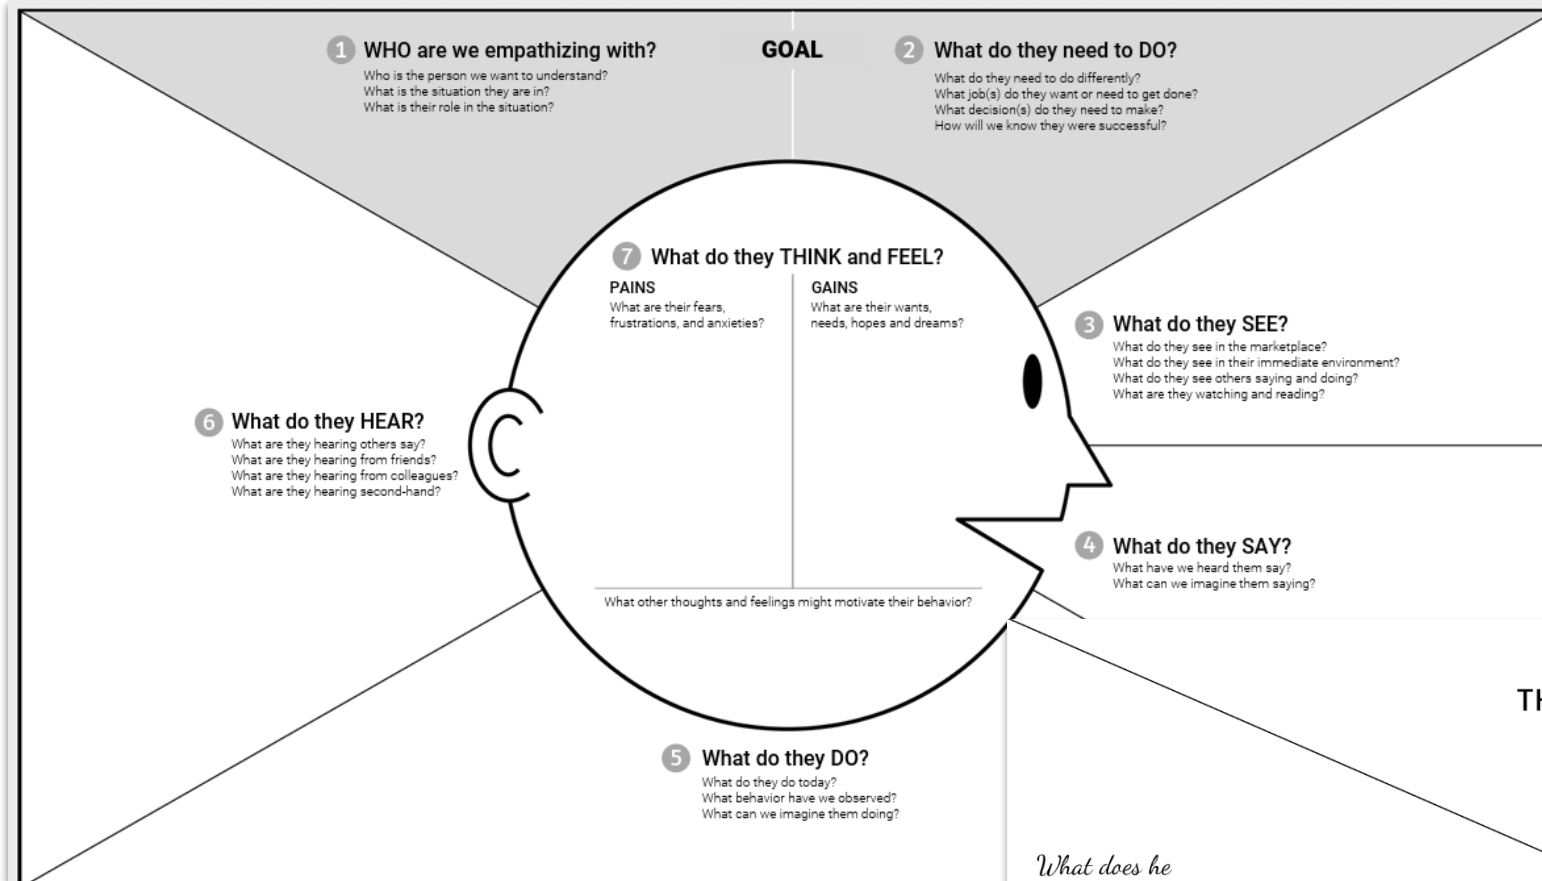 1 WHO are we empathizing with?
Who is the person we want to understand?
What is the situation they are in?
What is their role in the situation?
GOAL
2 What do they need to DO?
What do they need to do differently?
What job(s) do they want or need to get done?
What decision(s) do they need to make?
How will we know they were successful?
7 What do they THINK and FEEL?
PAINS
What are their fears,
frustrations, and anxieties?
GAINS
What are their wants,
needs, hopes and dreams?
What other thoughts and feelings might motivate their behavior?
3 What do they SEE?
What do they see in the marketplace?
What do they see in their immediate environment?
What do they see others saying and doing?
What are they watching and reading?
4 What do they SAY?
What have we heard them say?
What can we imagine them saying?
5 What do they DO?
What do they do today?
What behavior have we observed?
What can we imagine them doing?
6 What do they HEAR?
What are they hearing others say?
What are they hearing from friends?
What are they hearing from colleagues?
What are they hearing second-hand?
What does he